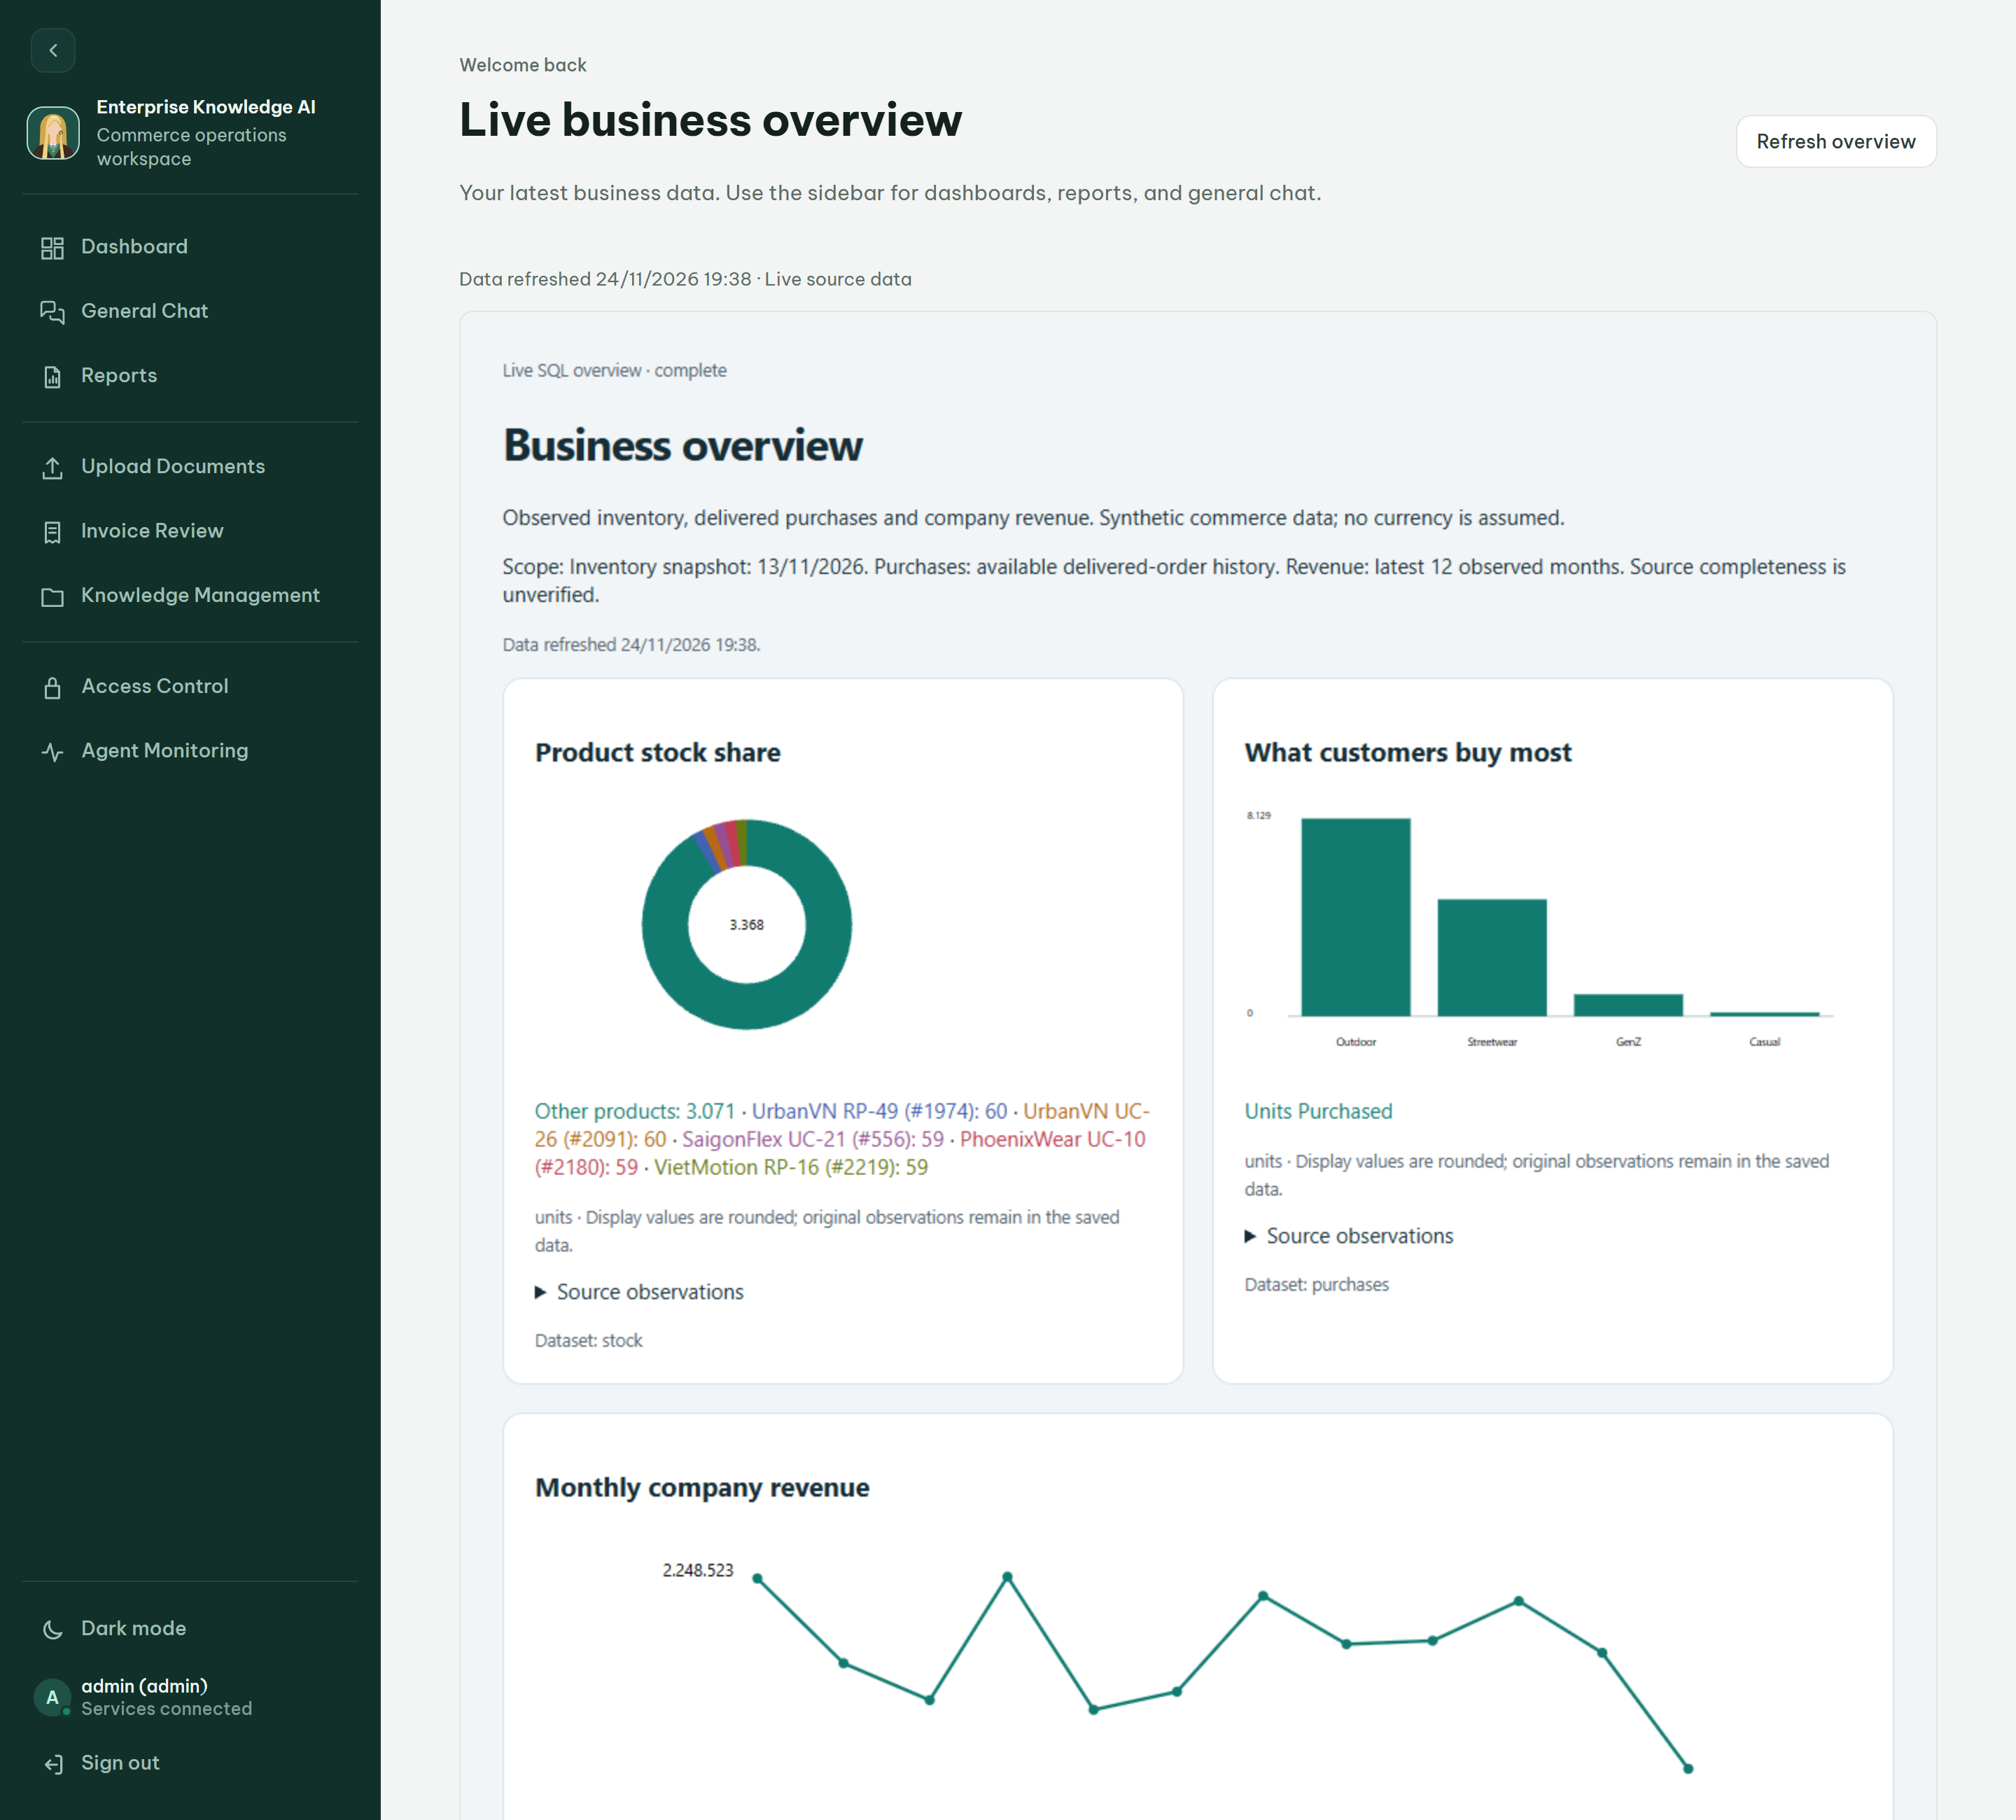 Enterprise Knowledge AI
Commerce operations
workspace
Dashboard
General Chat
Reports
Upload Documents
Invoice Review
Knowledge Management
Access Control
Agent Monitoring
Dark mode
A
admin (admin)
Services connected
Sign out
Welcome back
Live business overview
Refresh overview
Your latest business data. Use the sidebar for dashboards, reports, and general chat.
Data refreshed 24/11/2026 19:38 · Live source data
Live SQL overview · complete
Business overview
Observed inventory, delivered purchases and company revenue. Synthetic commerce data; no currency is assumed.
Scope: Inventory snapshot: 13/11/2026. Purchases: available delivered-order history. Revenue: latest 12 observed months. Source completeness is
unverified.
Data refreshed 24/11/2026 19:38.
Product stock share
3.368
Other products: 3.071 · UrbanVN RP-49 (#1974): 60 · UrbanVN UC-
26 (#2091): 60 · SaigonFlex UC-21 (#556): 59 · PhoenixWear UC-10
(#2180): 59 · VietMotion RP-16 (#2219): 59
units · Display values are rounded; original observations remain in the saved
data.
▶ Source observations
Dataset: stock
What customers buy most
8.129
0
Outdoor
Streetwear
GenZ
Casual
Units Purchased
units · Display values are rounded; original observations remain in the saved
data.
▶ Source observations
Dataset: purchases
Monthly company revenue
2.248.523